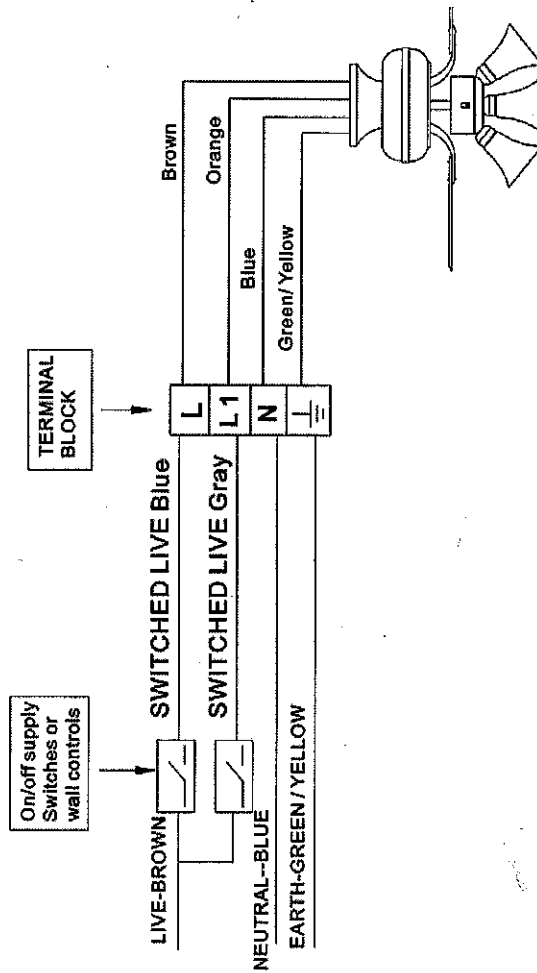 On/off supply
Switches or
wall controls
TERMINAL
BLOCK
LIVE-BROWN
SWITCHED LIVE Blue
SWITCHED LIVE Gray
NEUTRAL--BLUE
EARTH-GREEN / YELLOW
L
L1
N
Brown
Orange
Blue
Green/ Yellow